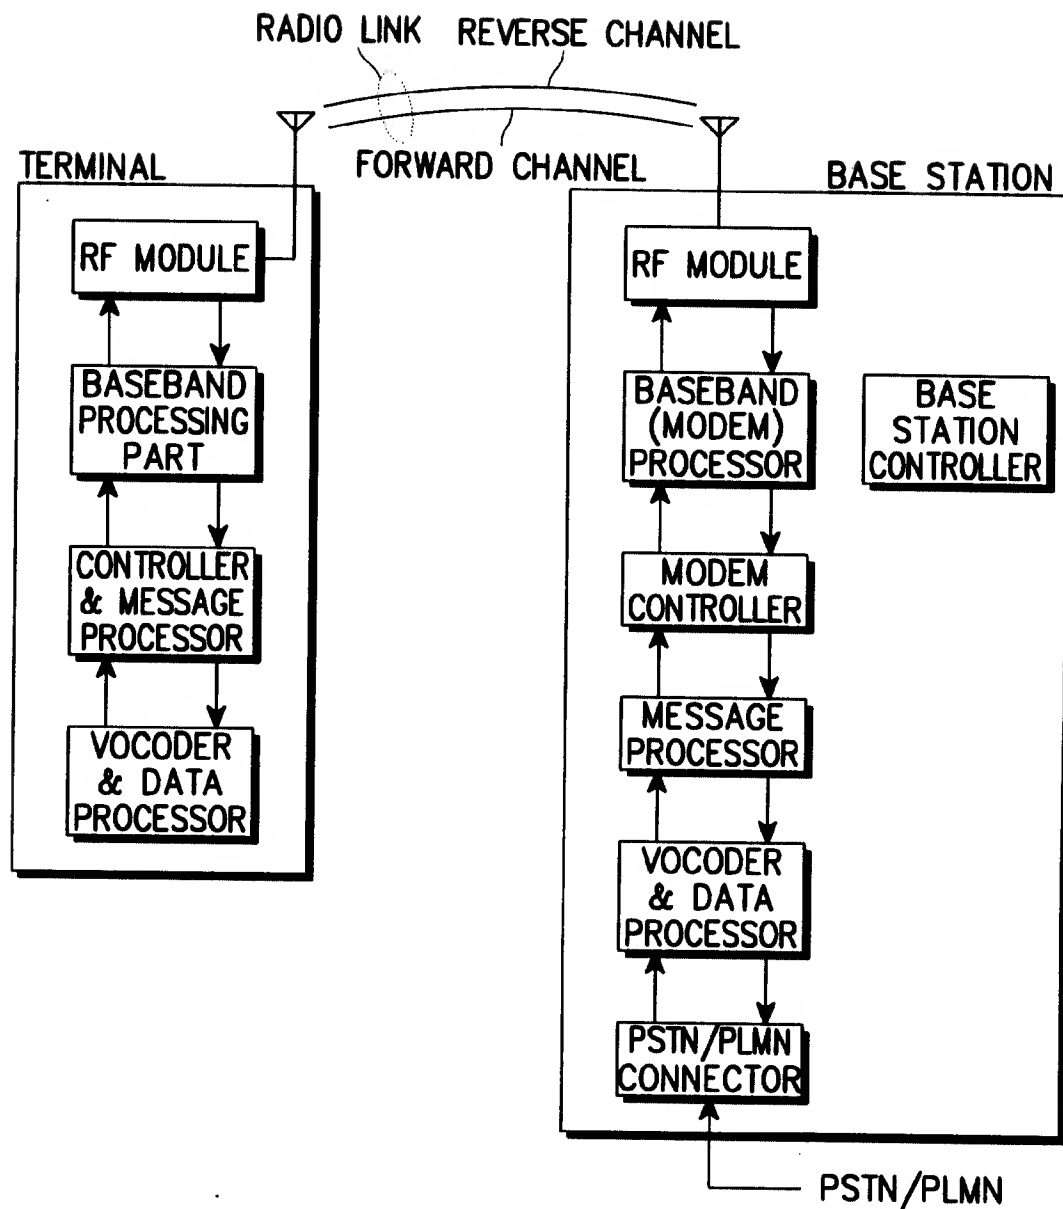 RADIO LINK
REVERSE CHANNEL
FORWARD CHANNEL
TERMINAL
RF MODULE
BASEBAND
PROCESSING
PART
CONTROLLER
& MESSAGE
PROCESSOR
VOCODER
& DATA
PROCESSOR
BASE STATION
RF MODULE
BASEBAND
(MODEM)
PROCESSOR
BASE
STATION
CONTROLLER
MODEM
CONTROLLER
MESSAGE
PROCESSOR
VOCODER
& DATA
PROCESSOR
PSTN/PLMN
CONNECTOR
PSTN/PLMN